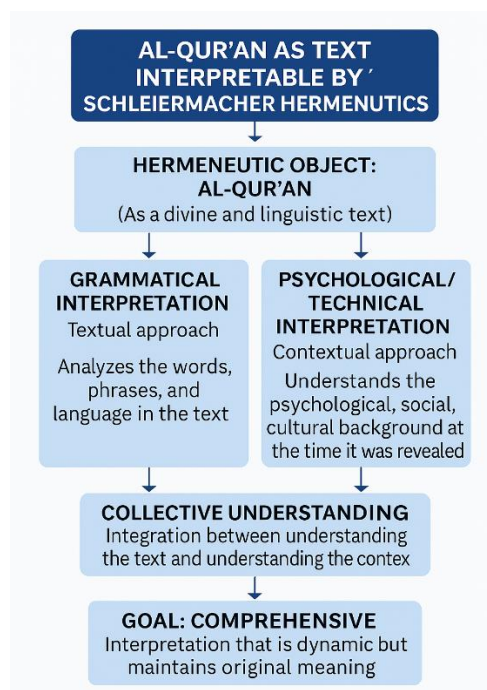 AL-QUR’AN AS TEXT
INTERPRETABLE BY ´
SCHLEIERMACHER HERMENUTICS
HERMENEUTIC OBJECT:
AL-QUR’AN
(As a divine and linguistic text)
GRAMMATICAL
INTERPRETATION
Textual approach
Analyzes the words,
phrases, and
language in the text
PSYCHOLOGICAL/
TECHNICAL
INTERPRETATION
Contextual approach
Understands the
psychological, social,
cultural background at
the time it was revealed
COLLECTIVE UNDERSTANDING
Integration between understanding
the text and understanding the contex
GOAL: COMPREHENSIVE
Interpretation that is dynamic but
maintains original meaning